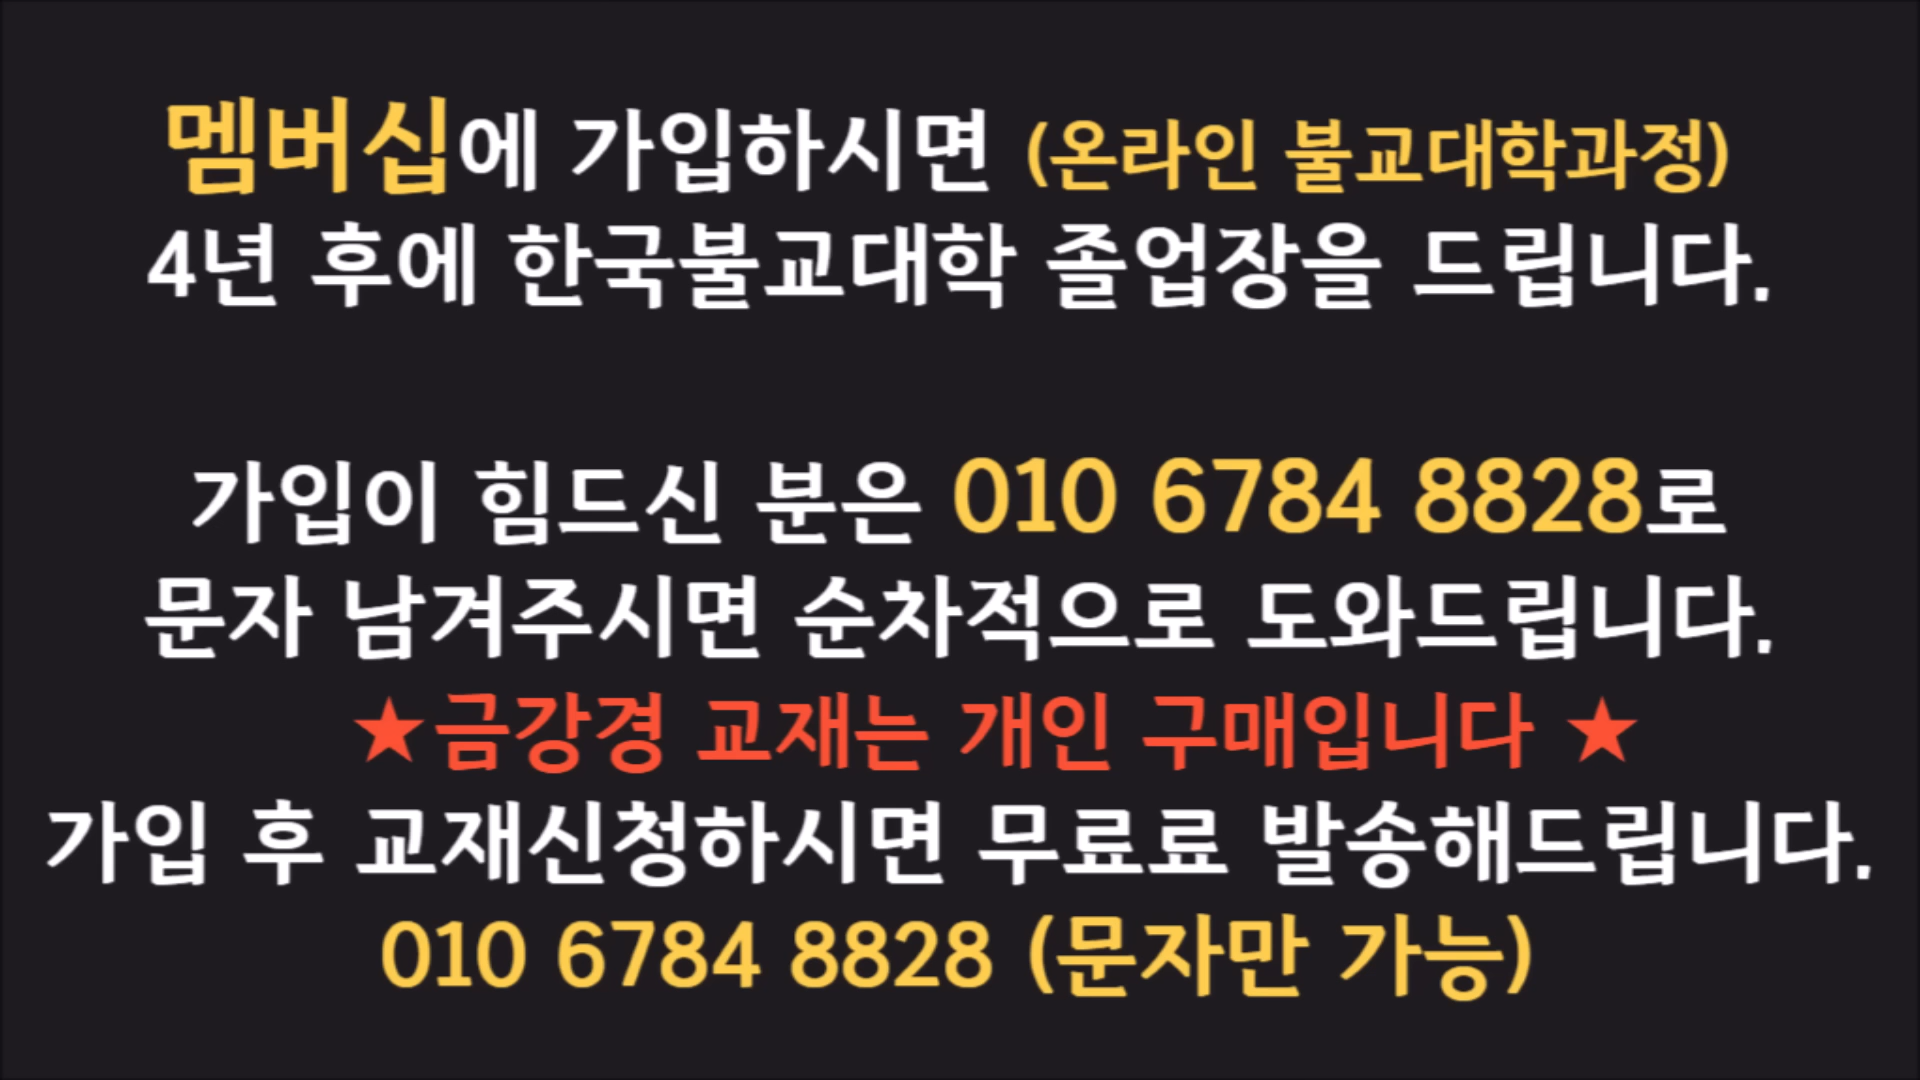 멤버십에 가입하시면 (온라인 불교대학과정)
4년 후에 한국불교대학 졸업장을 드립니다.
가입이 힘드신 분은 010 6784 8828로
문자 남겨주시면 순차적으로 도와드립니다.
★금강경 교재는 개인 구매입니다 ★
가입 후 교재신청하시면 무료료 발송해드립니다.
010 6784 8828 (문자만 가능)